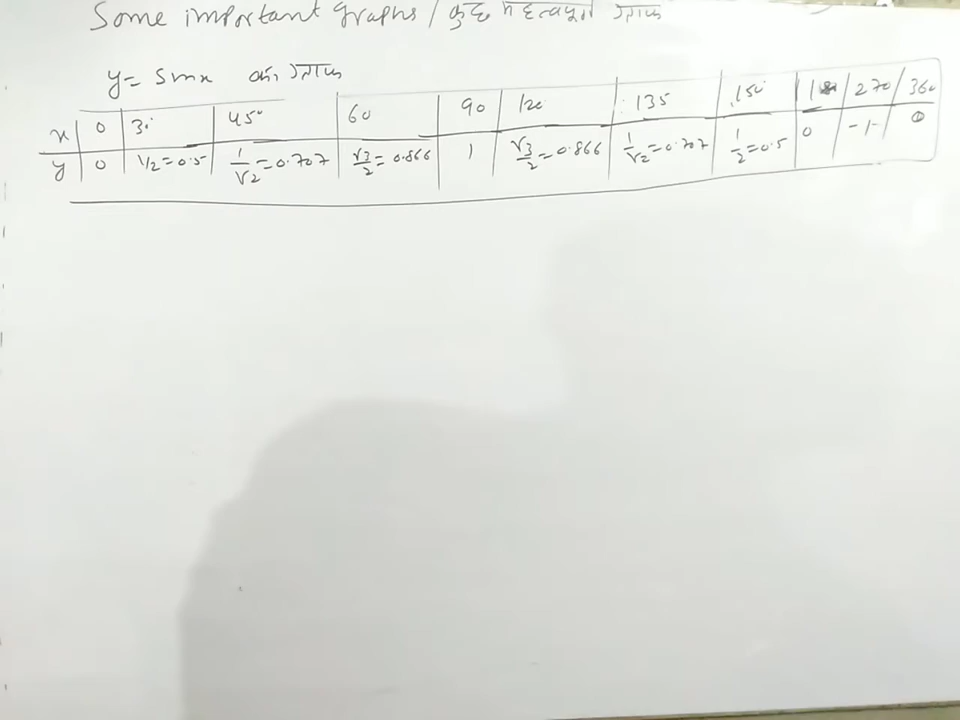 Some important graphs / कुछ महत्वपूर्ण ग्राफ
y = sinx का ग्राफ
x 0 30 45° 60 90 120 135 150 180 270 360
y 0 1/2=0.5 1/√2=0.707 √3/2=0.866 1 √3/2=0.866 1/√2=0.707 1/2=0.5 0 -1 0